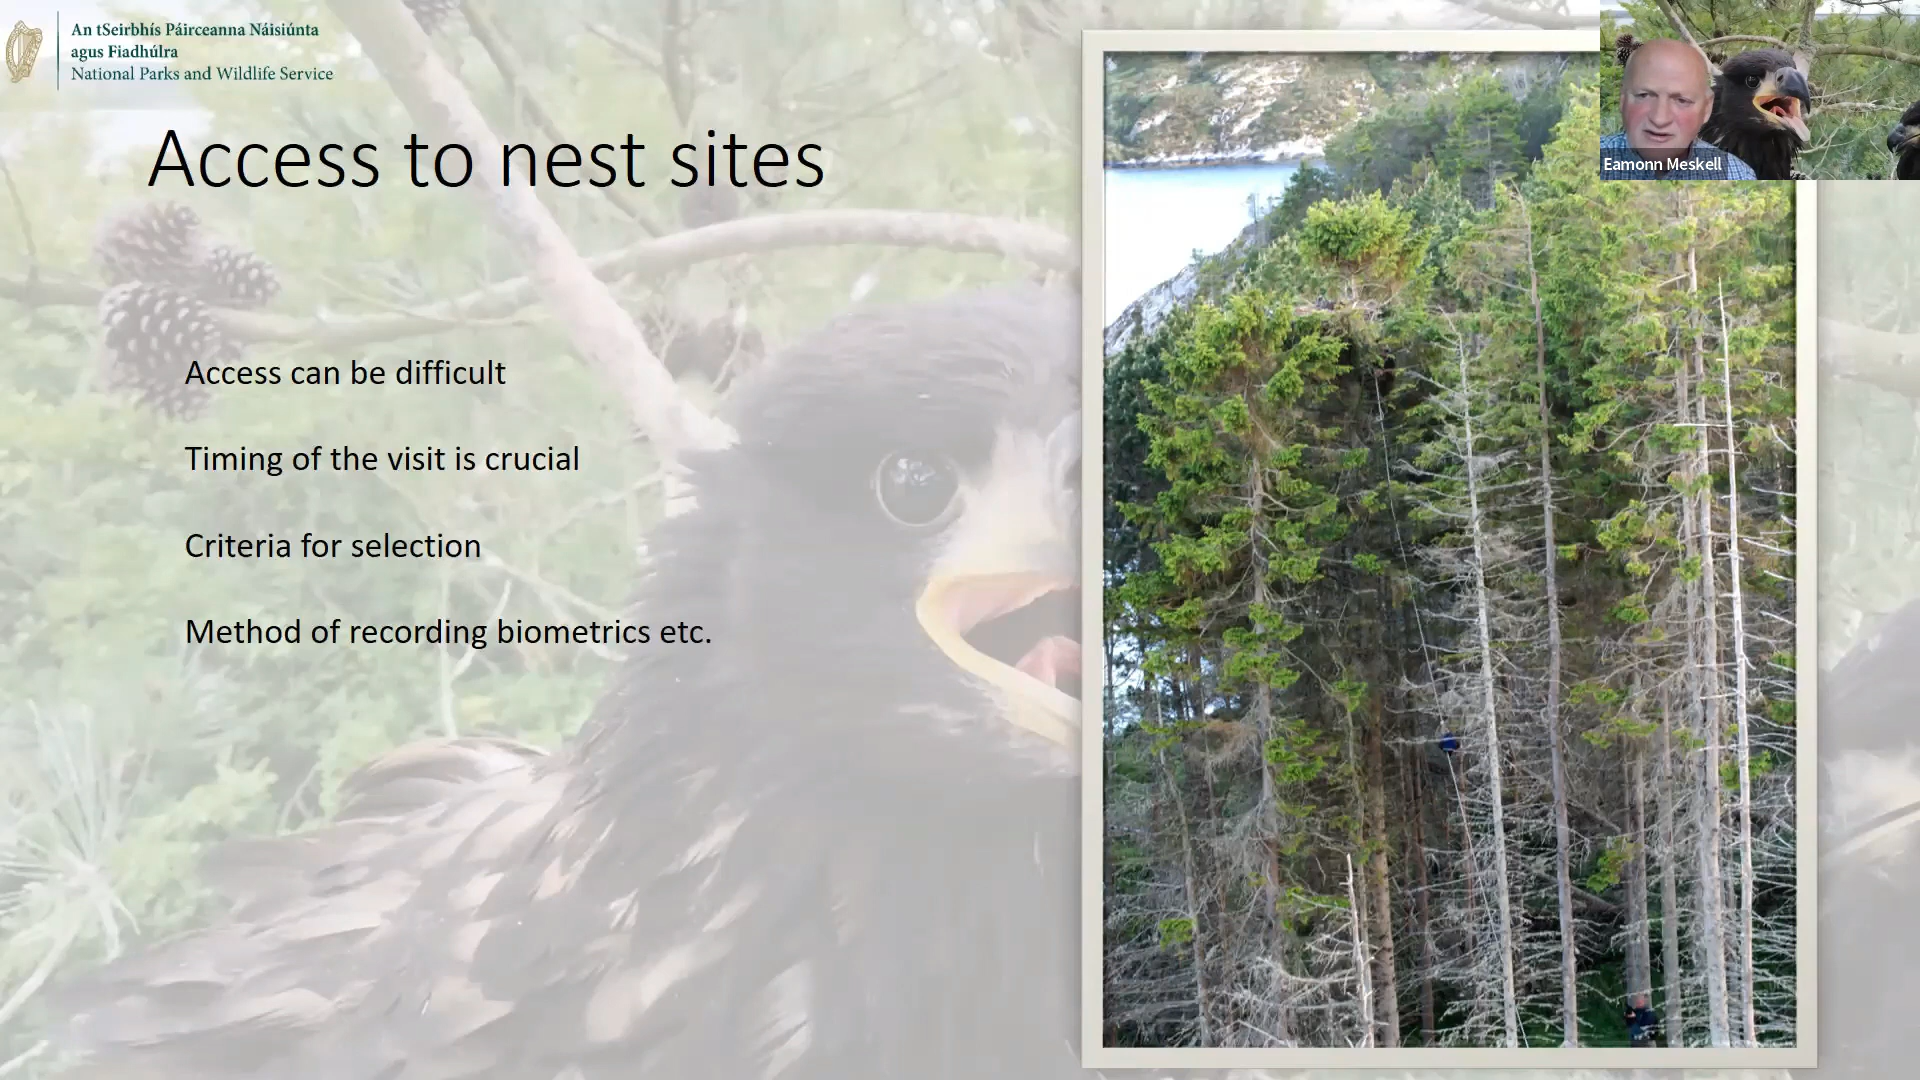 An tSeirbhís Páirceanna Náisiúnta
agus Fiadhúlra
National Parks and Wildlife Service
Eamonn Meskell
Access to nest sites
Access can be difficult
Timing of the visit is crucial
Criteria for selection
Method of recording biometrics etc.